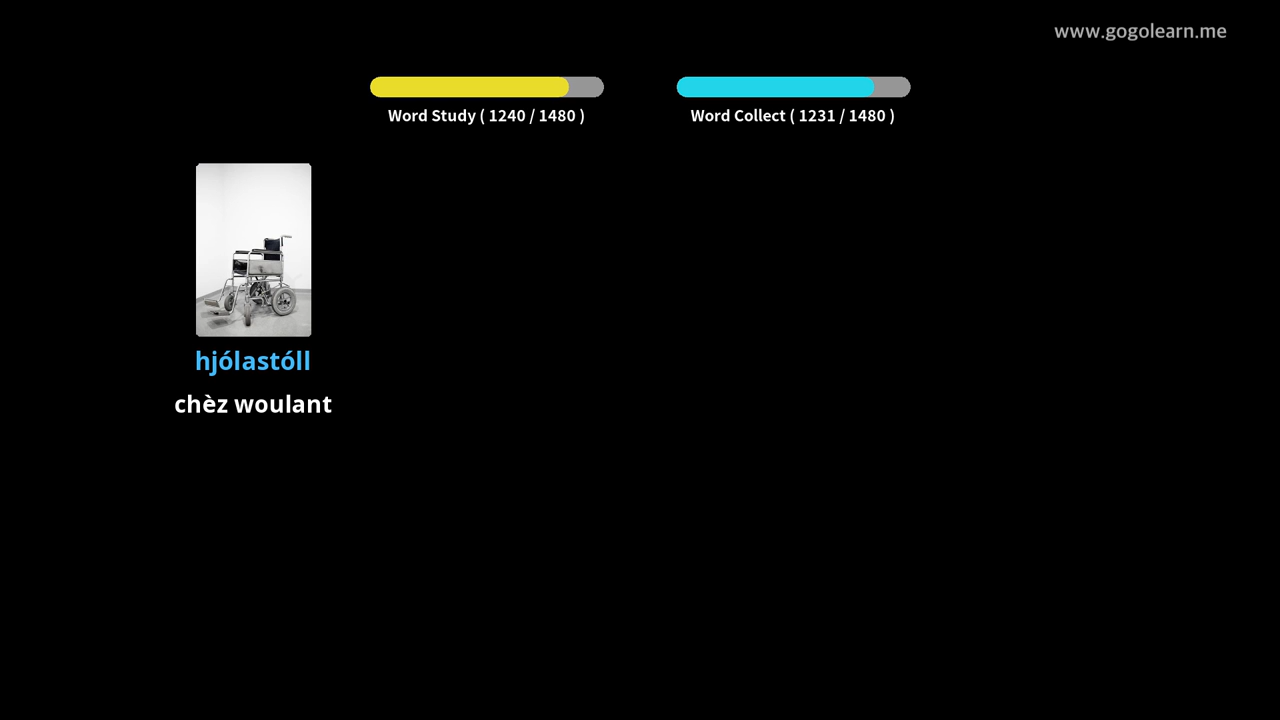 www.gogolearn.me
Word Study ( 1240 / 1480 )
Word Collect ( 1231 / 1480 )
hjólastóll
chèz woulant